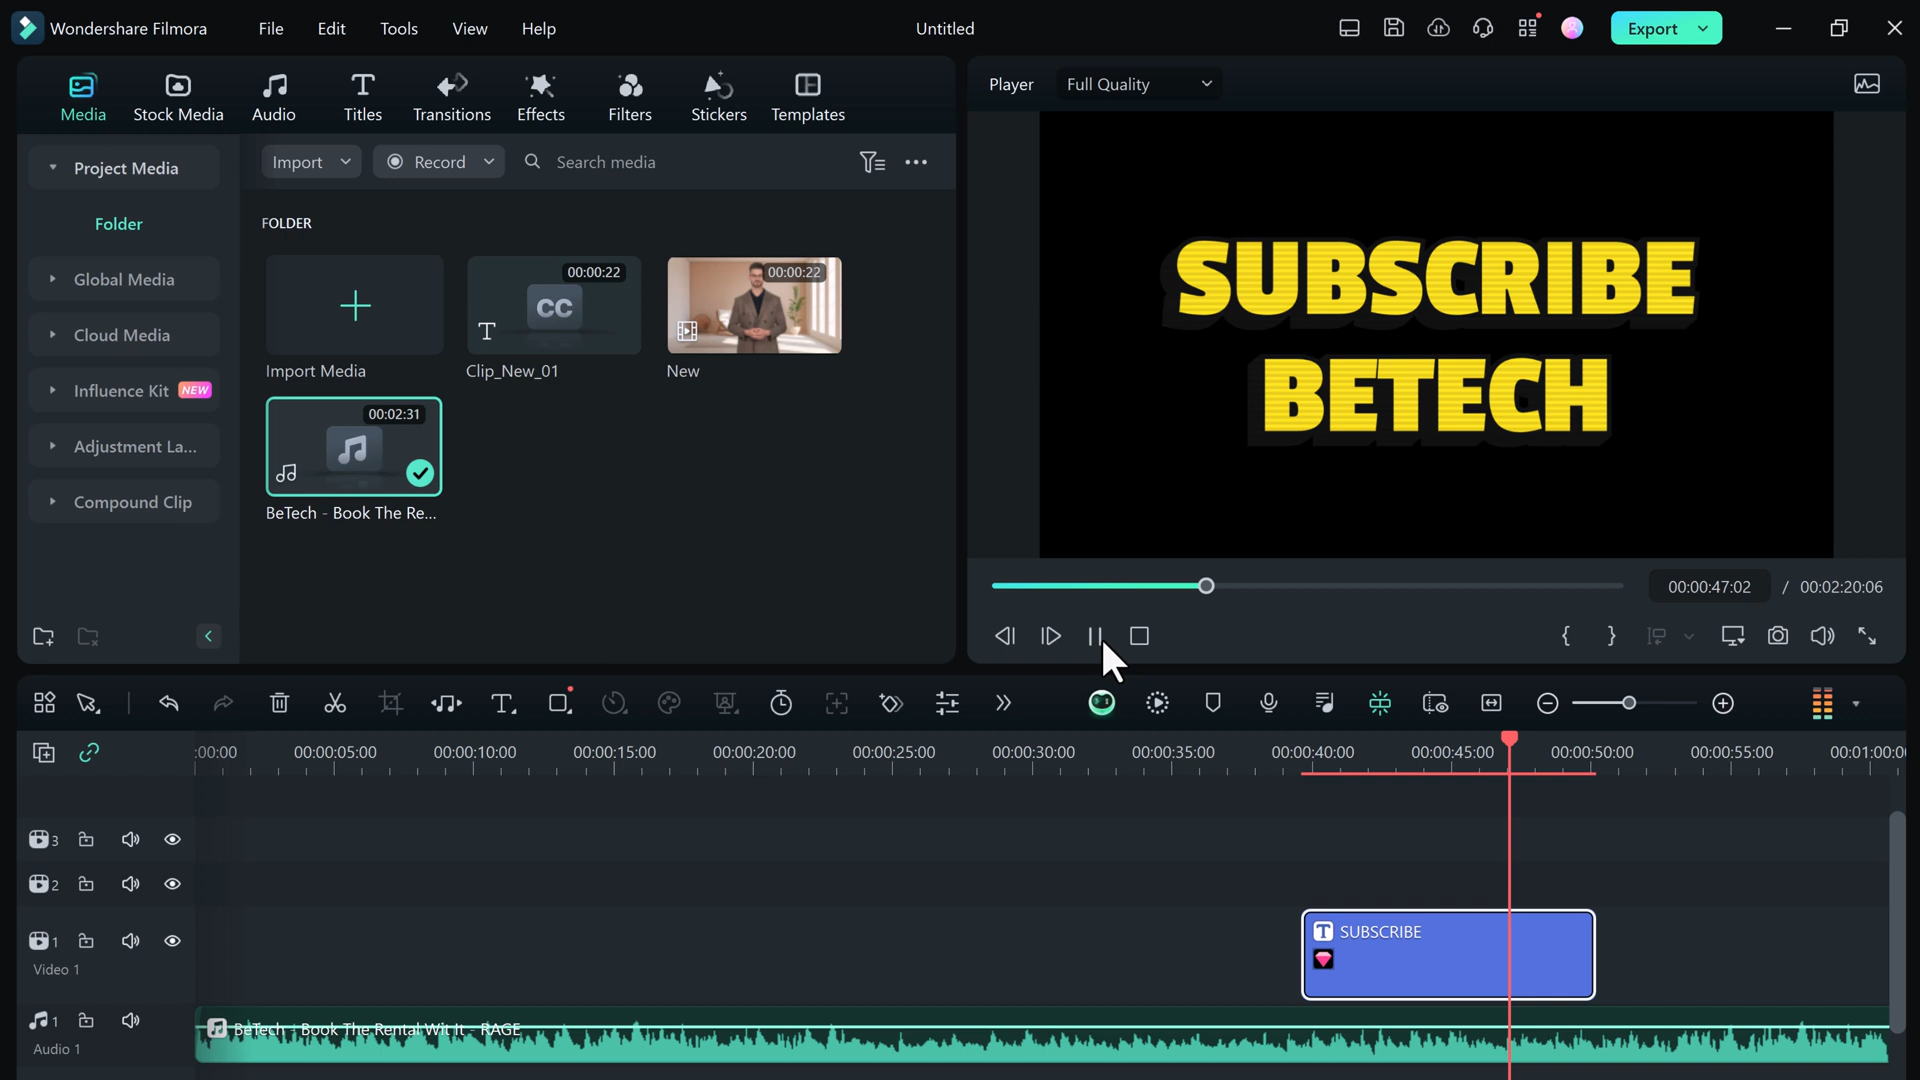 Wondershare Filmora
File Edit Tools View Help
Untitled
Export
Media Stock Media Audio Titles Transitions Effects Filters Stickers Templates
Player Full Quality
Project Media
Import Record Search media
Folder
FOLDER
Global Media
Cloud Media
Influence Kit NEW
Adjustment La...
Compound Clip
00:00:22
CC
T
00:00:22
Import Media Clip_New_01 New
00:02:31
BeTech - Book The Re...
SUBSCRIBE
BETECH
00:00:47:02 / 00:02:20:06
:00:00 00:00:05:00 00:00:10:00 00:00:15:00 00:00:20:00 00:00:25:00 00:00:30:00 00:00:35:00 00:00:40:00 00:00:45:00 00:00:50:00 00:00:55:00 00:01:00:0
3
2
1
Video 1
T SUBSCRIBE
1
Audio 1
BeTech - Book The Rental Wit It - RAGE